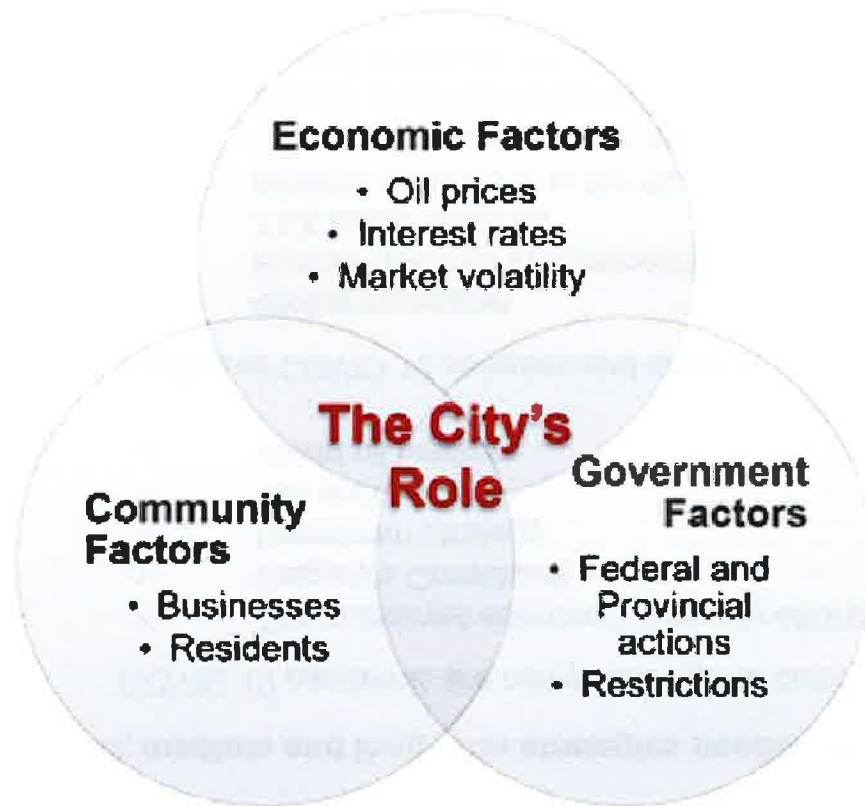 Economic Factors
• Oil prices
• Interest rates
• Market volatility
The City's
Role
Community
Factors
• Businesses
• Residents
Government
Factors
• Federal and
Provincial
actions
• Restrictions